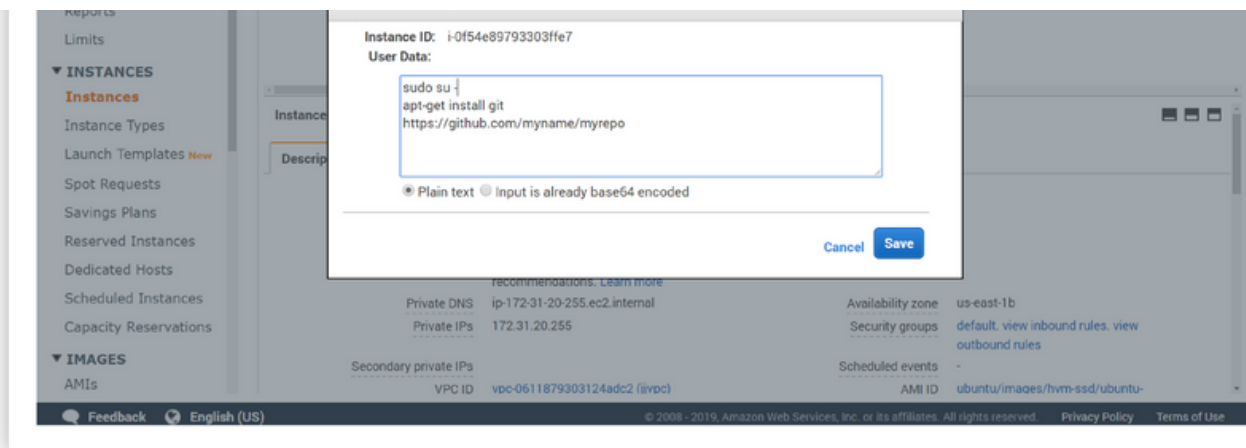 Reports
Limits
▼ INSTANCES
Instances
Instance Types
Launch Templates New
Spot Requests
Savings Plans
Reserved Instances
Dedicated Hosts
Scheduled Instances
Capacity Reservations
▼ IMAGES
AMIs
Instance ID: i-0f54e89793303ffe7
User Data:
sudo su -
apt-get install git
https://github.com/myname/myrepo
Plain text Input is already base64 encoded
Cancel Save
Instance
Descrip
recommendations. Learn more
Private DNS ip-172-31-20-255.ec2.internal
Private IPs 172.31.20.255
Secondary private IPs
VPC ID vpc-0611879303124adc2
Availability zone us-east-1b
Security groups default. view inbound rules. view
outbound rules
Scheduled events -
AMI ID ubuntu/images/hvm-ssd/ubuntu-
Feedback English (US)
© 2008 - 2019, Amazon Web Services, Inc. or its affiliates. All rights reserved. Privacy Policy Terms of Use